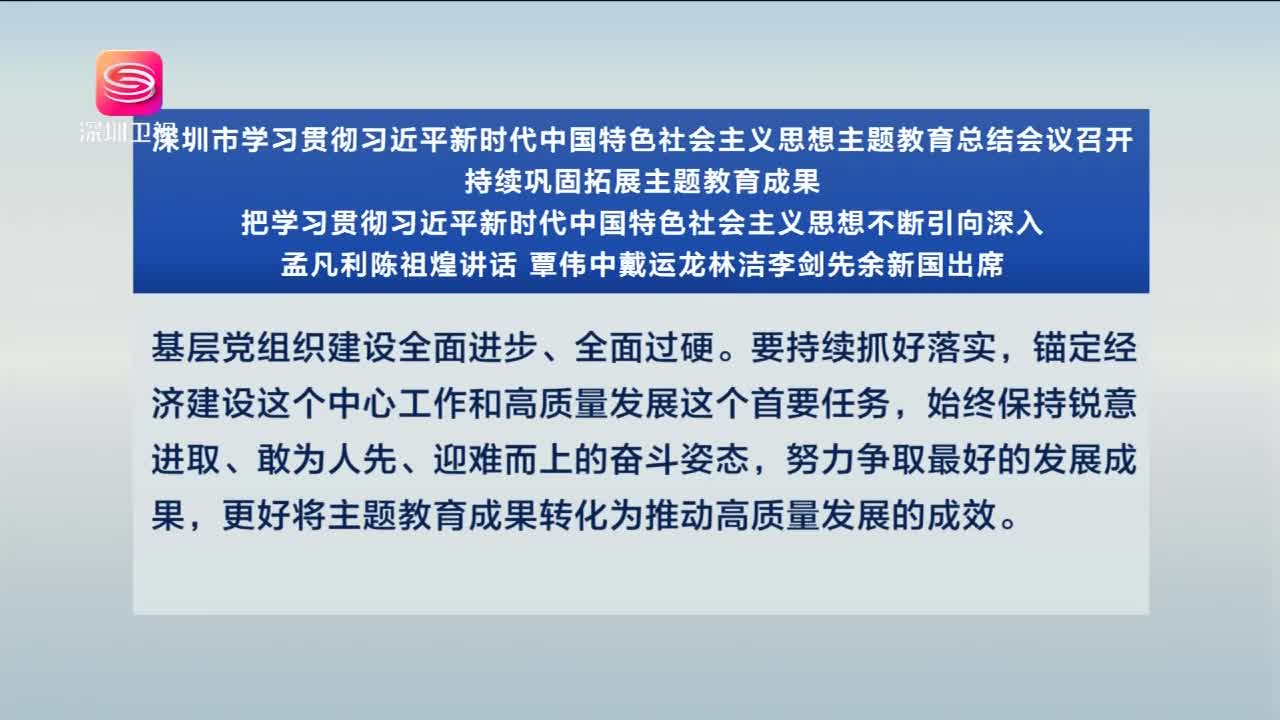 深圳卫视
深圳市学习贯彻习近平新时代中国特色社会主义思想主题教育总结会议召开
持续巩固拓展主题教育成果
把学习贯彻习近平新时代中国特色社会主义思想不断引向深入
孟凡利陈祖煌讲话 覃伟中戴运龙林洁李剑先余新国出席
基层党组织建设全面进步、全面过硬。要持续抓好落实，锚定经
济建设这个中心工作和高质量发展这个首要任务，始终保持锐意
进取、敢为人先、迎难而上的奋斗姿态，努力争取最好的发展成
果，更好将主题教育成果转化为推动高质量发展的成效。